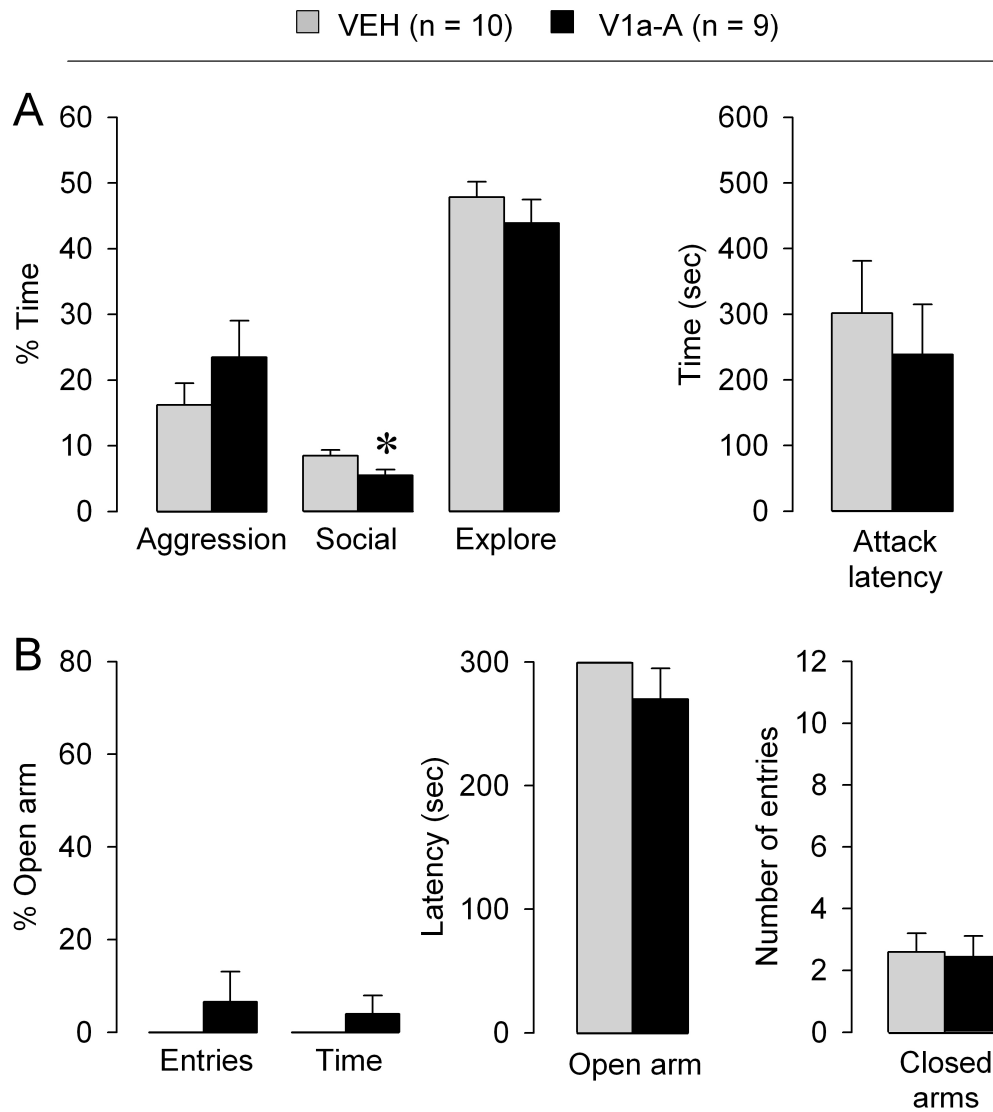 VEH (n = 10) V1a-A (n = 9)
A
% Time
60
50
40
30
20
10
0
*
Aggression Social Explore
Time (sec)
600
500
400
300
200
100
0
Attack
latency
B
% Open arm
80
60
40
20
0
Entries Time
Latency (sec)
300
200
100
0
Open arm
Number of entries
12
10
8
6
4
2
0
Closed
arms